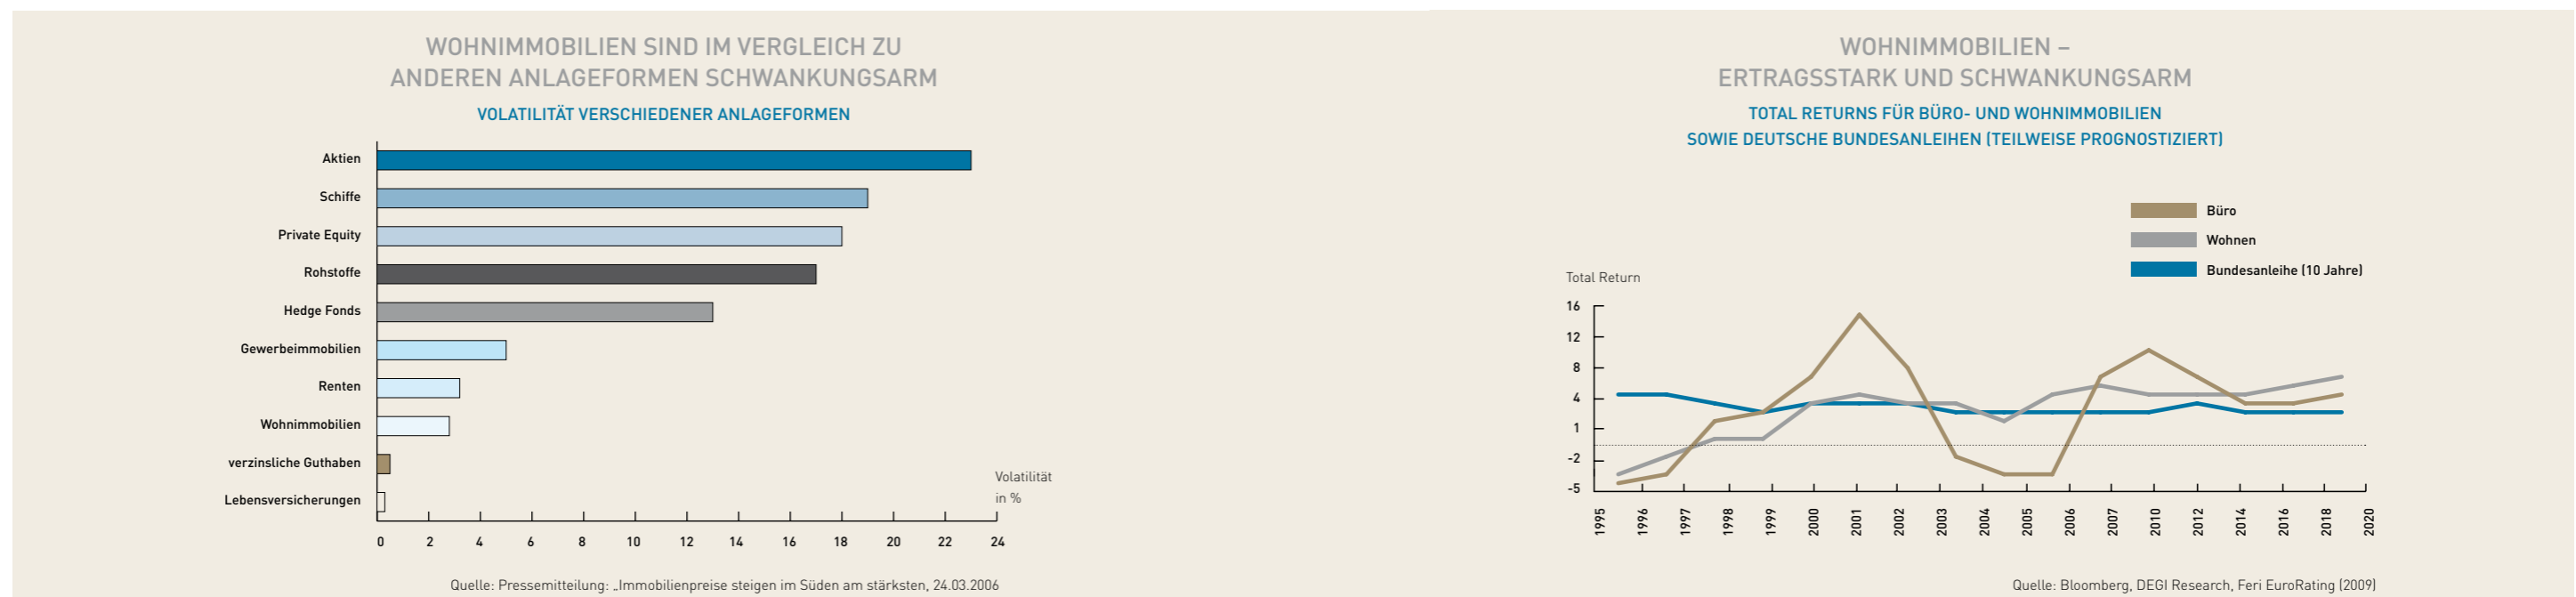 WOHNIMMOBILIEN SIND IM VERGLEICH ZU
ANDEREN ANLAGEFORMEN SCHWANKUNGSARM
VOLATILITÄT VERSCHIEDENER ANLAGEFORMEN
Aktien
Schiffe
Private Equity
Rohstoffe
Hedge Fonds
Gewerbeimmobilien
Renten
Wohnimmobilien
verzinsliche Guthaben
Lebensversicherungen
Volatilität
in %
0 2 4 6 8 10 12 14 16 18 20 22 24
Quelle: Pressemitteilung: „Immobilienpreise steigen im Süden am stärksten, 24.03.2006
WOHNIMMOBILIEN –
ERTRAGSSTARK UND SCHWANKUNGSARM
TOTAL RETURNS FÜR BÜRO- UND WOHNIMMOBILIEN
SOWIE DEUTSCHE BUNDESANLEIHEN (TEILWEISE PROGNOSTIZIERT)
Büro
Wohnen
Bundesanleihe (10 Jahre)
Total Return
16
12
8
4
1
-2
-5
1995 1996 1997 1998 1999 2000 2001 2002 2003 2004 2005 2006 2007 2010 2012 2014 2016 2018 2020
Quelle: Bloomberg, DEGI Research, Feri EuroRating (2009)